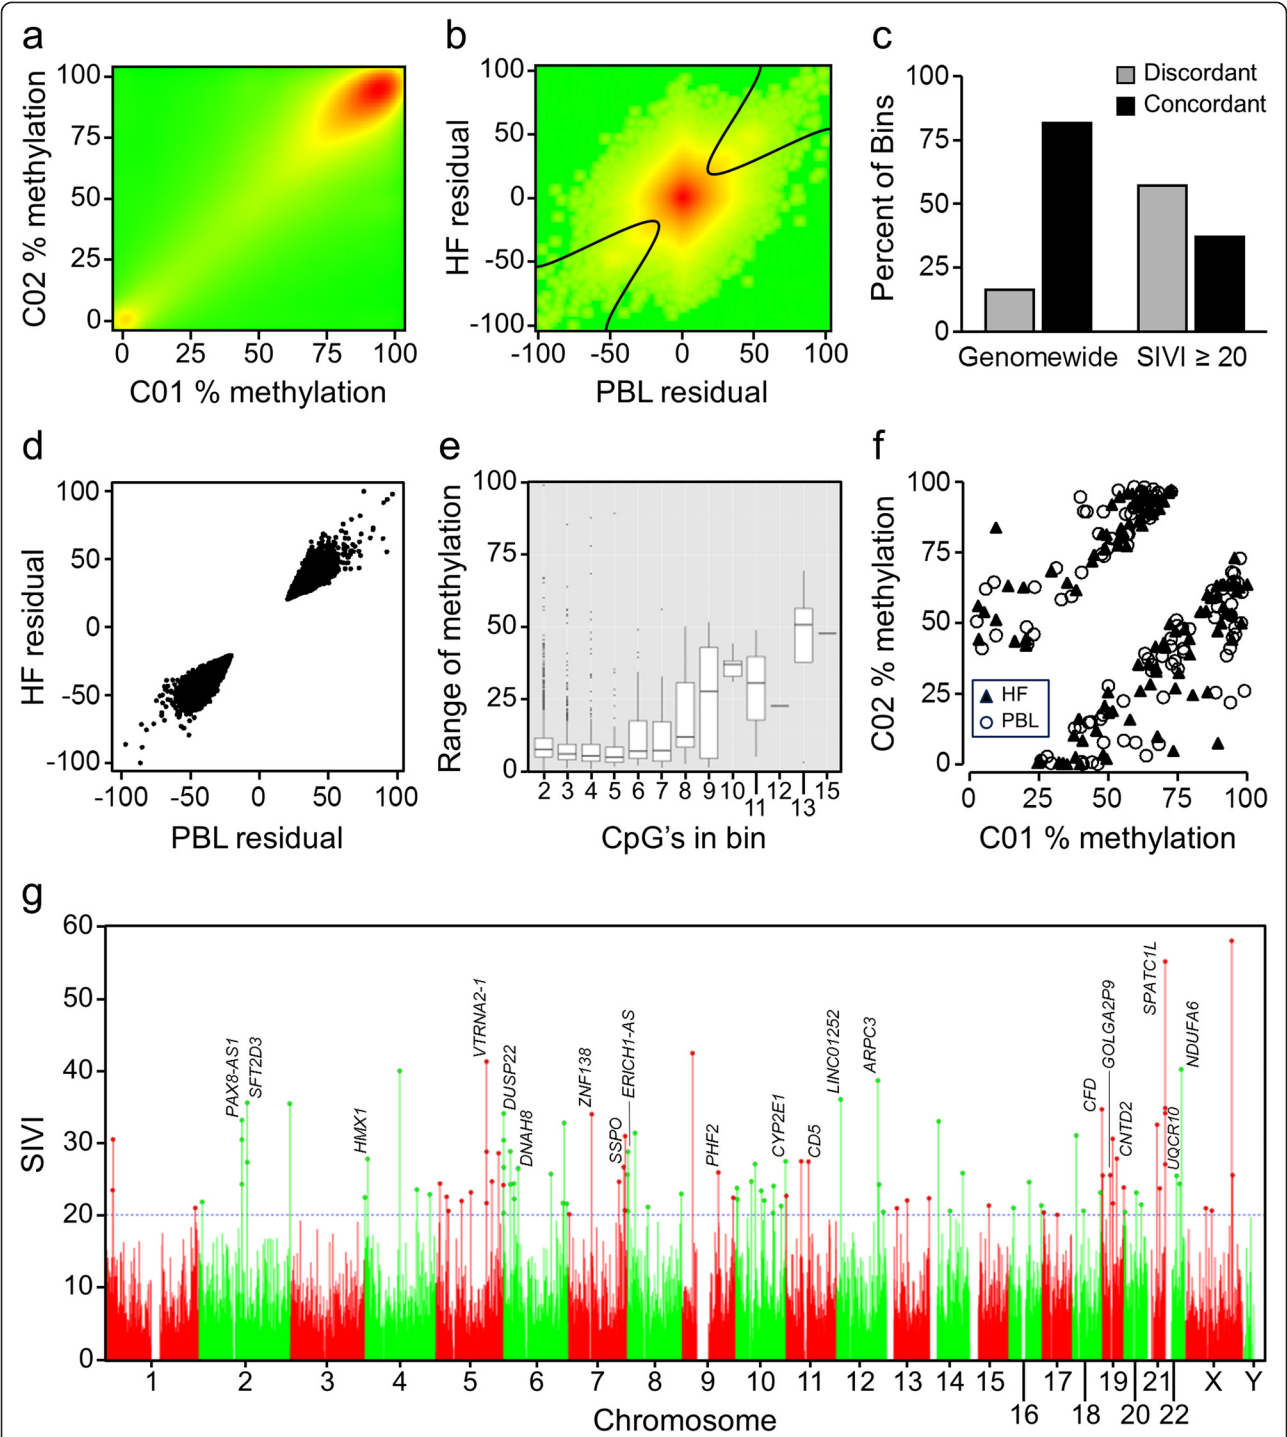 a
C02 % methylation
100
75
50
25
0
0 25 50 75 100
C01 % methylation
b
HF residual
100
50
0
-50
-100
-100 -50 0 50 100
PBL residual
c
Percent of Bins
100
75
50
25
0
Discordant
Concordant
Genomewide SIVI ≥ 20
d
HF residual
100
50
0
-50
-100
-100 -50 0 50 100
PBL residual
e
Range of methylation
100
75
50
25
0
2 3 4 5 6 7 8 9 10 11 12 13 15
CpG's in bin
f
C02 % methylation
100
75
50
25
0
HF
PBL
0 25 50 75 100
C01 % methylation
g
SIVI
60
50
40
30
20
10
0
PAX8-AS1
SFT2D3
HMX1
VTRNA2-1
DUSP22
DNAH8
ZNF138
SSPO
ERICH1-AS
PHF2
CYP2E1
CD5
LINC01252
ARPC3
CFD
GOLGA2P9
CNTD2
SPATC1L
UQCR10
NDUFA6
1 2 3 4 5 6 7 8 9 10 11 12 13 14 15 16 17 18 19 20 21 22 X Y
Chromosome